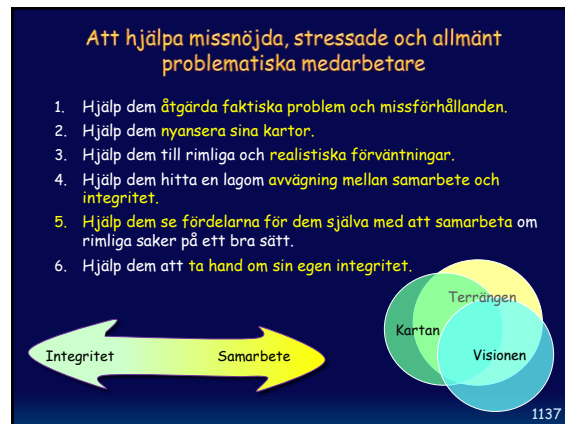 Att hjälpa missnöjda, stressade och allmänt
problematiska medarbetare
1. Hjälp dem åtgärda faktiska problem och missförhållanden.
2. Hjälp dem nyansera sina kartor.
3. Hjälp dem till rimliga och realistiska förväntningar.
4. Hjälp dem hitta en lagom avvägning mellan samarbete och
integritet.
5. Hjälp dem se fördelarna för dem själva med att samarbeta om
rimliga saker på ett bra sätt.
6. Hjälp dem att ta hand om sin egen integritet.
Terrängen
Kartan
Visionen
Integritet
Samarbete
1137